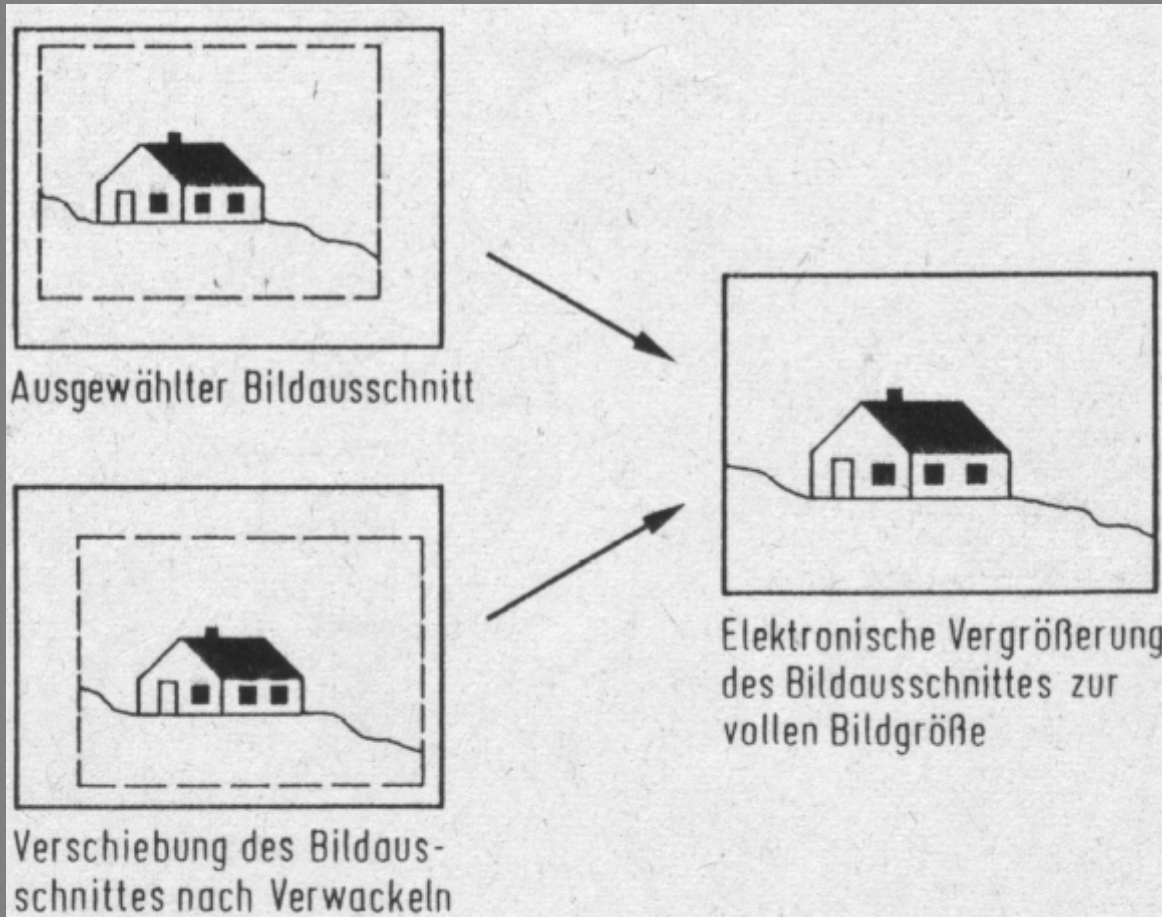 Ausgewählter Bildausschnitt
Verschiebung des Bildaus-
schnittes nach Verwackeln
Elektronische Vergrößerung
des Bildausschnittes zur
vollen Bildgröße